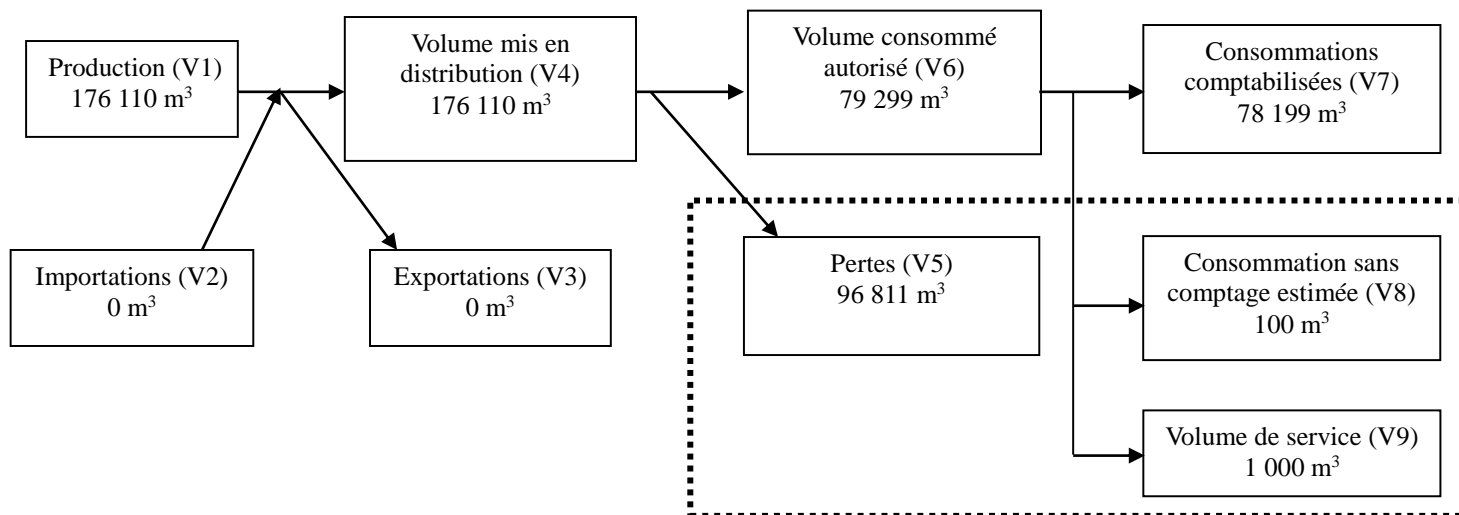 Production (V1)
176 110 m³
Volume mis en
distribution (V4)
176 110 m³
Volume consommé
autorisé (V6)
79 299 m³
Consommations
comptabilisées (V7)
78 199 m³
Importations (V2)
0 m³
Exportations (V3)
0 m³
Pertes (V5)
96 811 m³
Consommation sans
comptage estimée (V8)
100 m³
Volume de service (V9)
1 000 m³